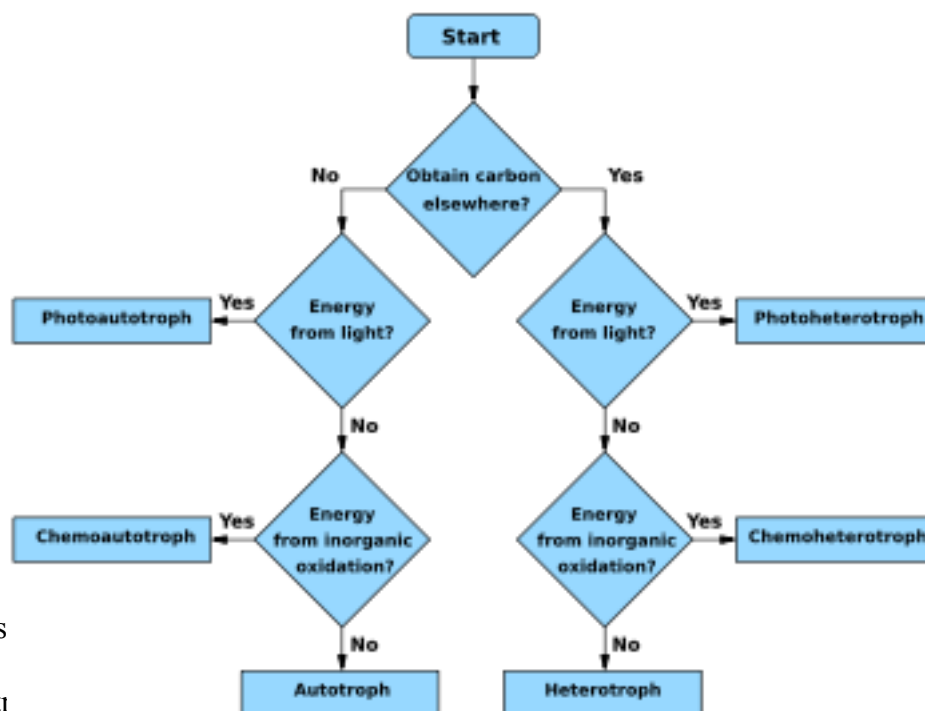 Start
No
Obtain carbon
elsewhere?
Yes
Photoautotroph
Yes
Energy
from light?
Energy
from light?
Yes
Photoheterotroph
No
No
Chemoautotroph
Yes
Energy
from inorganic
oxidation?
Energy
from inorganic
oxidation?
Yes
Chemoheterotroph
No
No
Autotroph
Heterotroph